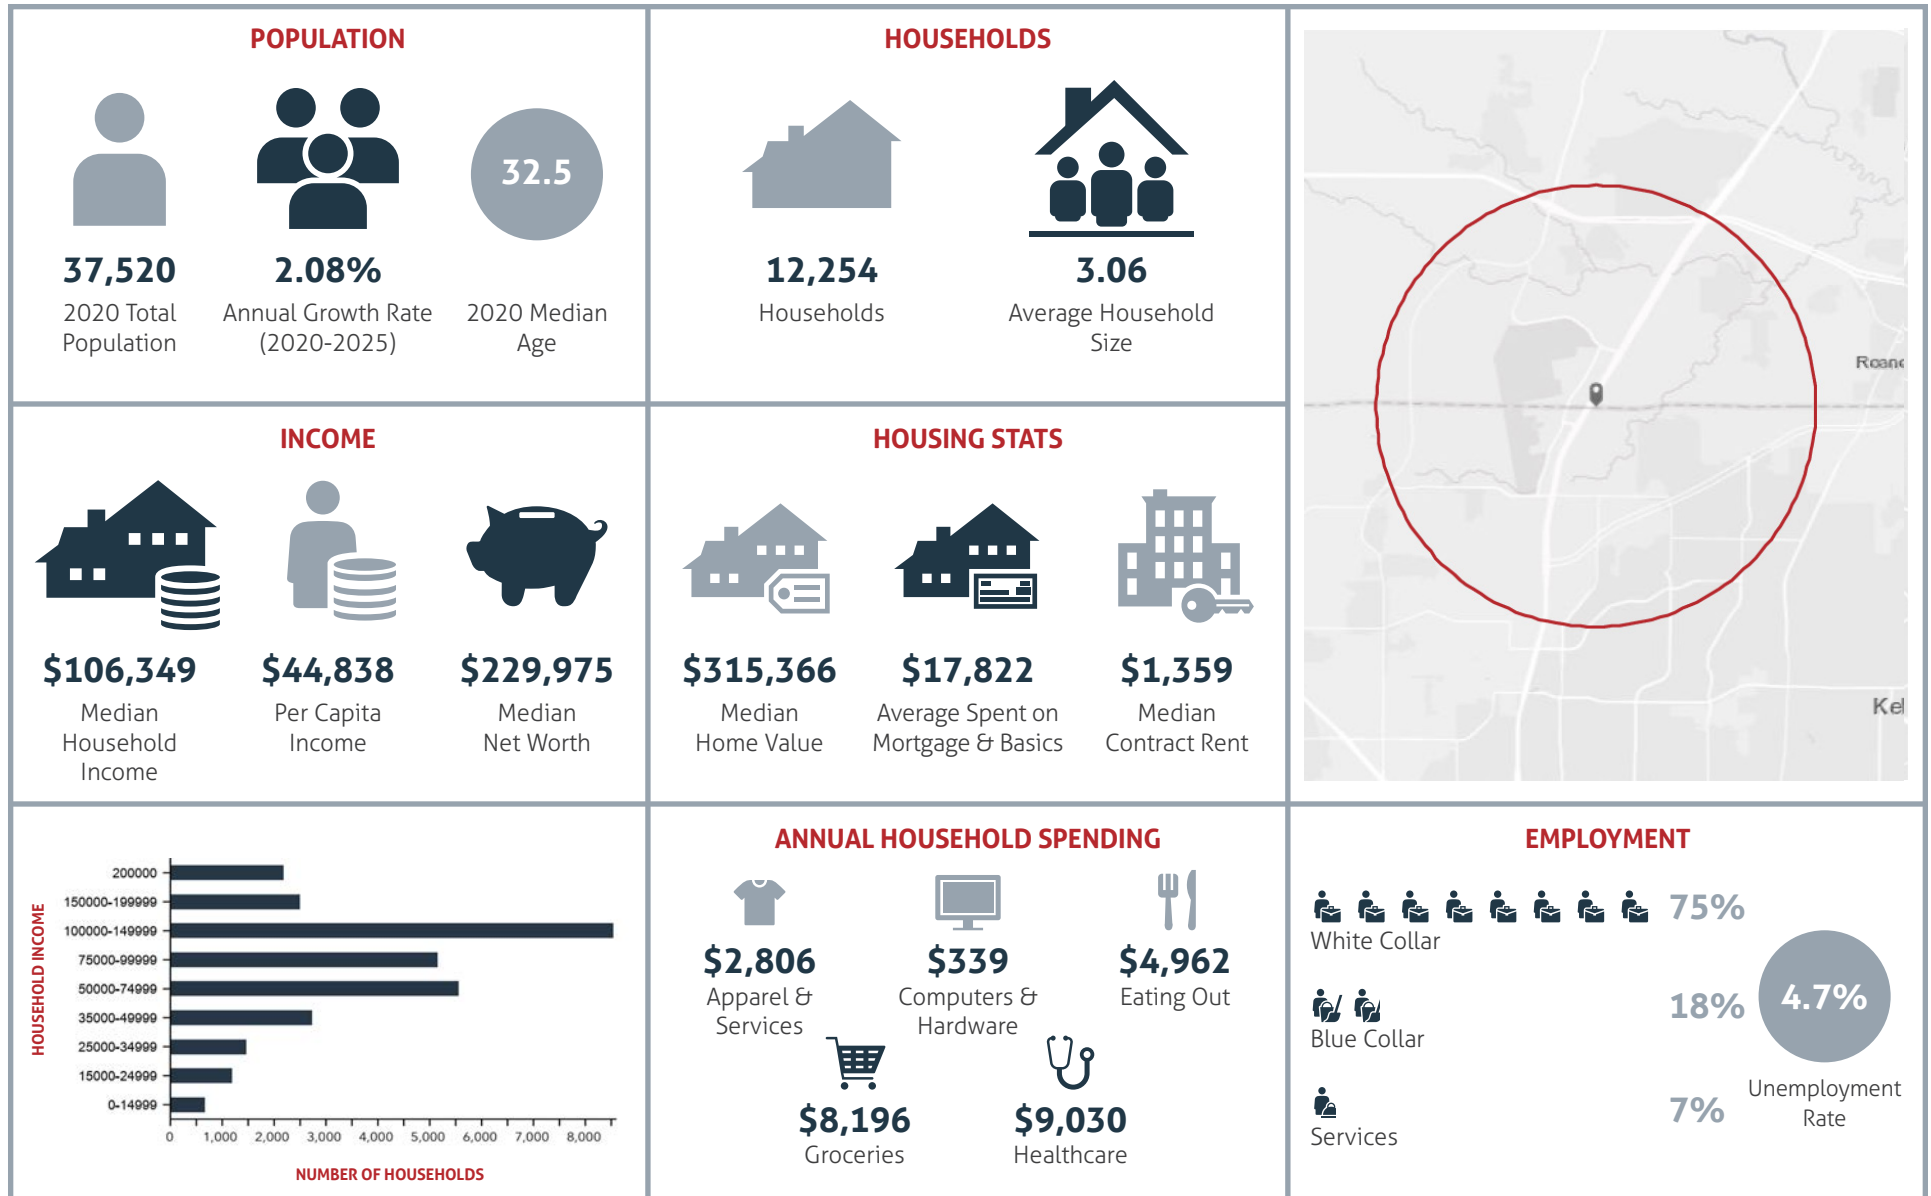 POPULATION
32.5
37,520
2020 Total
Population
2.08%
Annual Growth Rate
(2020-2025)
2020 Median
Age
HOUSEHOLDS
12,254
Households
3.06
Average Household
Size
Roan
Kel
INCOME
$106,349
Median
Household
Income
$44,838
Per Capita
Income
$229,975
Median
Net Worth
HOUSING STATS
$315,366
Median
Home Value
$17,822
Average Spent on
Mortgage & Basics
$1,359
Median
Contract Rent
HOUSEHOLD INCOME
200000
150000-199999
100000-149999
75000-99999
50000-74999
35000-49999
25000-34999
15000-24999
0-14999
0 1,000 2,000 3,000 4,000 5,000 6,000 7,000 8,000
NUMBER OF HOUSEHOLDS
ANNUAL HOUSEHOLD SPENDING
$2,806
Apparel &
Services
$339
Computers &
Hardware
$4,962
Eating Out
$8,196
Groceries
$9,030
Healthcare
EMPLOYMENT
75%
White Collar
18%
Blue Collar
7%
Services
4.7%
Unemployment
Rate